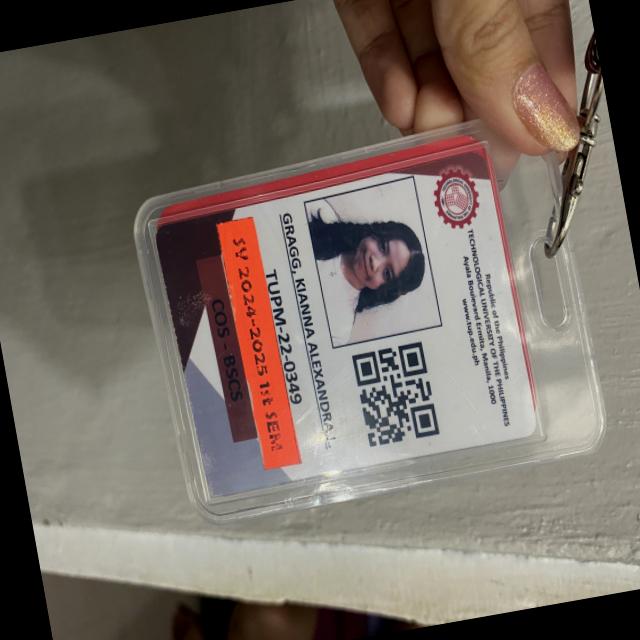 Republic of the Philippines
TECHNOLOGICAL UNIVERSITY OF THE PHILIPPINES
Ayala Boulevard Ermita, Manila, 1000
www.tup.edu.ph
GRAGG, KIANNA ALEXANDRA
TUPM-22-0349
SY 2024-2025 1st SEM
COS - BSCS